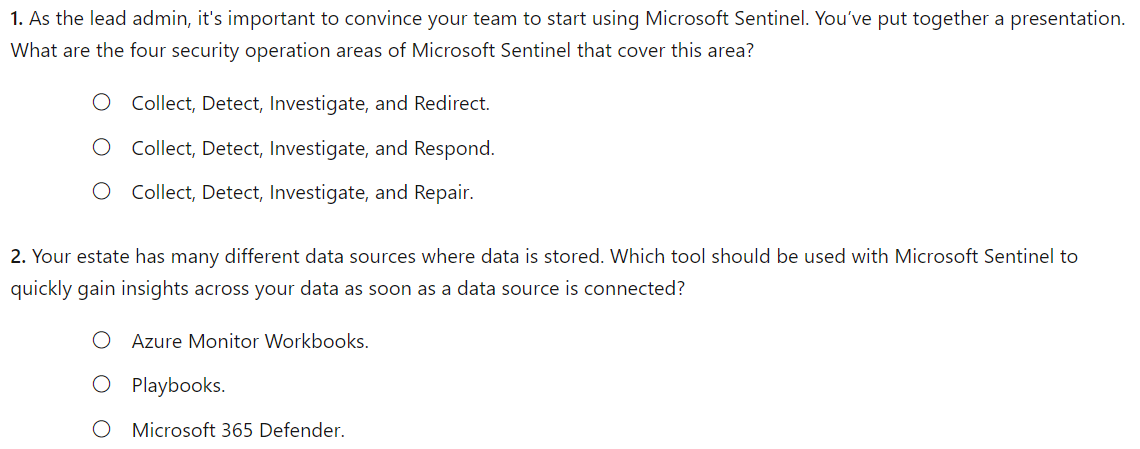 1. As the lead admin, it's important to convince your team to start using Microsoft Sentinel. You’ve put together a presentation.
What are the four security operation areas of Microsoft Sentinel that cover this area?
Collect, Detect, Investigate, and Redirect.
Collect, Detect, Investigate, and Respond.
Collect, Detect, Investigate, and Repair.
2. Your estate has many different data sources where data is stored. Which tool should be used with Microsoft Sentinel to
quickly gain insights across your data as soon as a data source is connected?
Azure Monitor Workbooks.
Playbooks.
Microsoft 365 Defender.